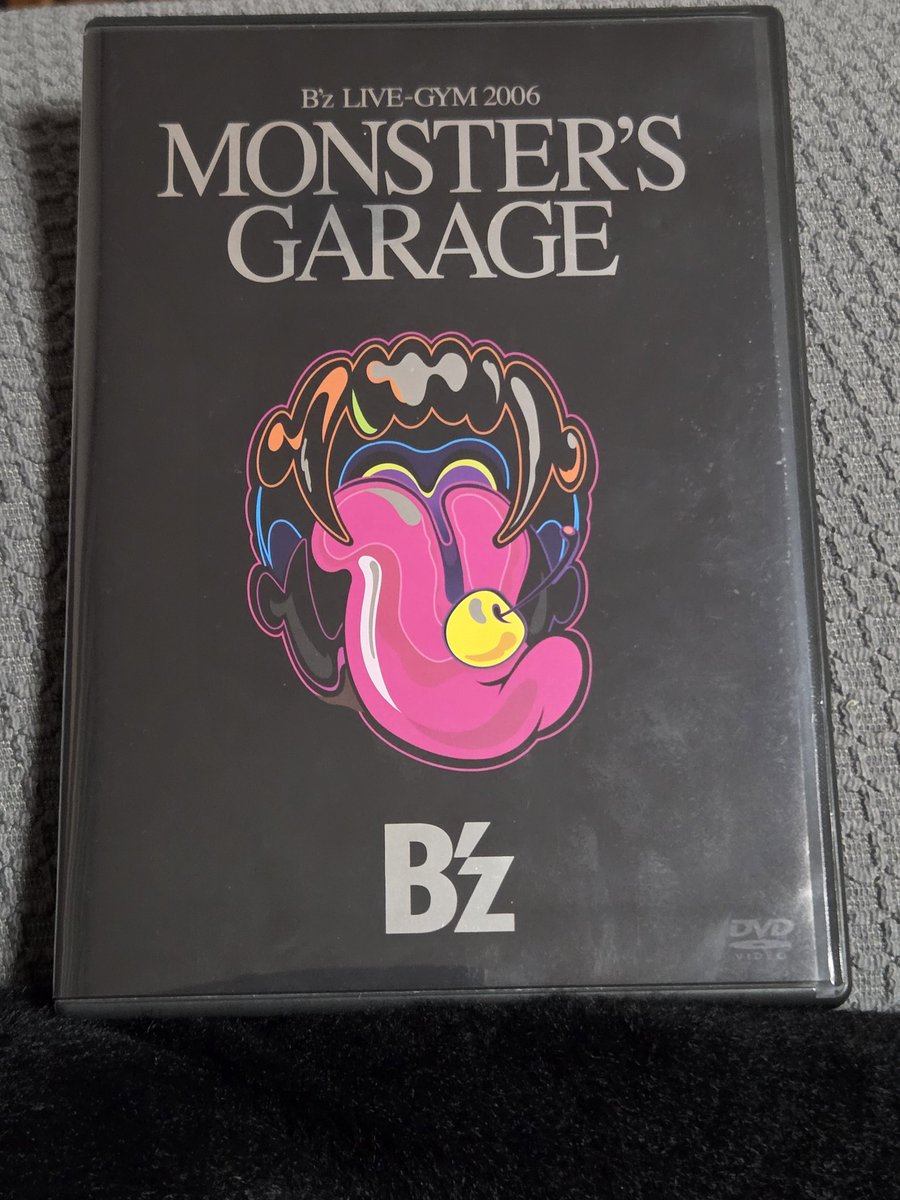 B'z LIVE-GYM 2006
MONSTER'S
GARAGE
B'z
DVD
VIDEO